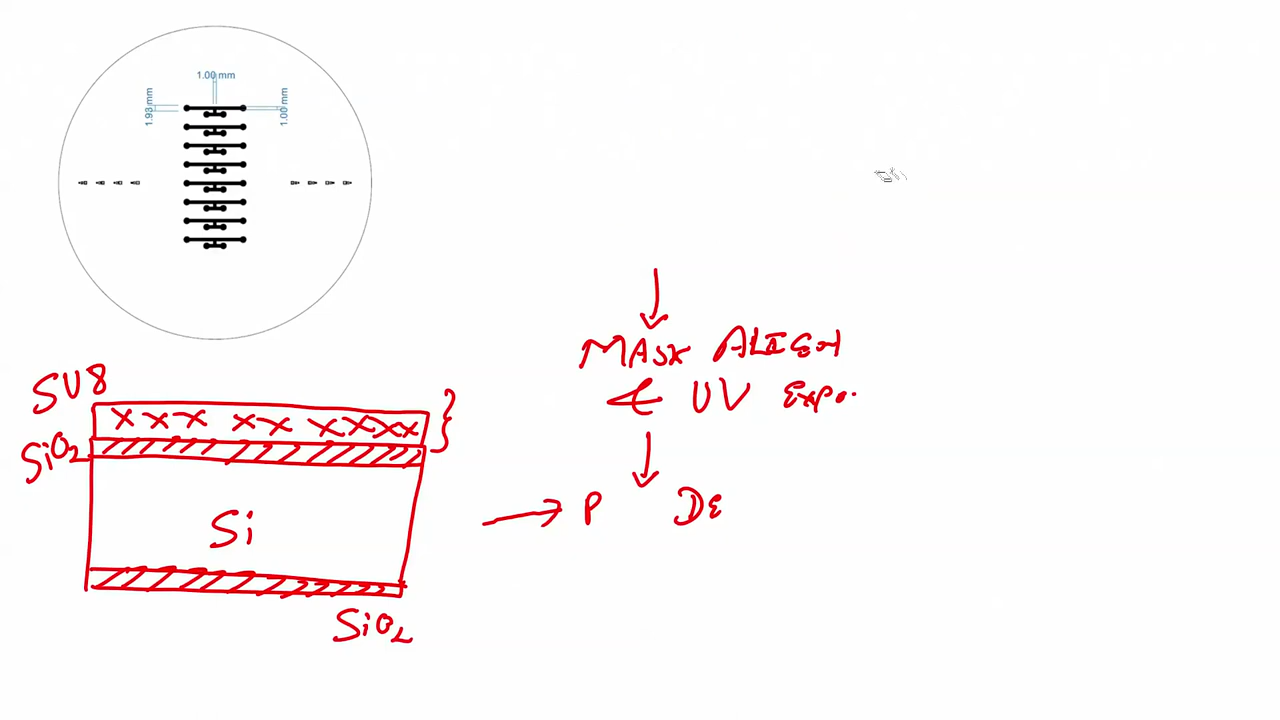 1.00 mm
1.93 mm
1.00 mm
MASK ALIGN
& UV Expo.
SU8
SiO2
Si
P DE
SiO2